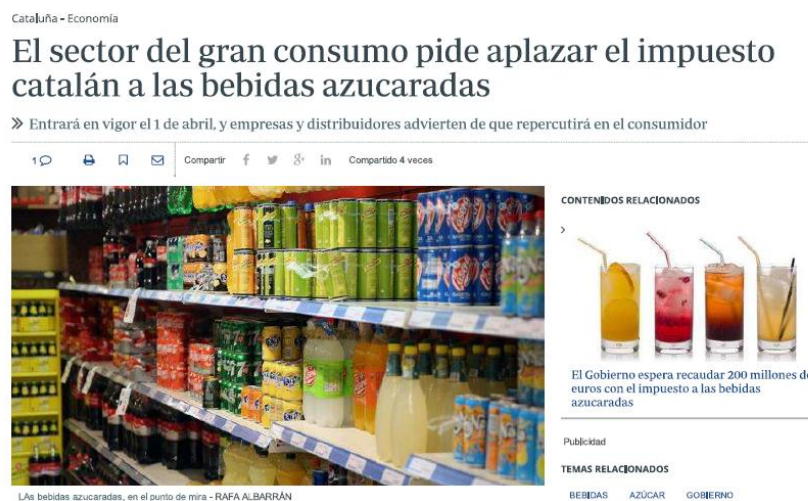 Cataluña - Economía
El sector del gran consumo pide aplazar el impuesto
catalán a las bebidas azucaradas
» Entrará en vigor el 1 de abril, y empresas y distribuidores advierten de que repercutirá en el consumidor
1
Compartir
Compartido 4 veces
CONTENIDOS RELACIONADOS
El Gobierno espera recaudar 200 millones de
euros con el impuesto a las bebidas
azucaradas
Publicidad
TEMAS RELACIONADOS
BEBIDAS AZÚCAR GOBIERNO
LAs bebidas azucaradas, en el punto de mira - RAFA ALBARRÁN